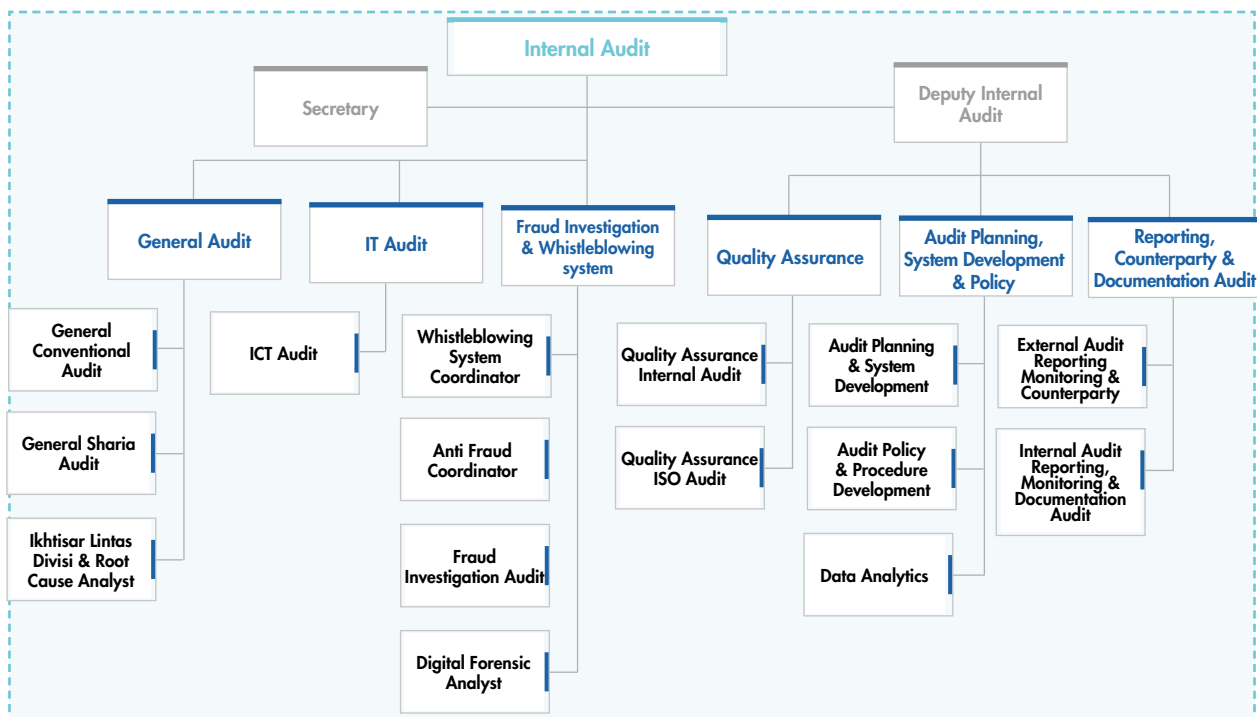 Internal Audit
Secretary
Deputy Internal
Audit
General Audit
IT Audit
Fraud Investigation
& Whistleblowing
system
Quality Assurance
Audit Planning,
System Development
& Policy
Reporting,
Counterparty &
Documentation Audit
General
Conventional
Audit
General Sharia
Audit
Ikhtisar Lintas
Divisi & Root
Cause Analyst
ICT Audit
Whistleblowing
System
Coordinator
Anti Fraud
Coordinator
Fraud
Investigation Audit
Digital Forensic
Analyst
Quality Assurance
Internal Audit
Quality Assurance
ISO Audit
Audit Planning
& System
Development
Audit Policy
& Procedure
Development
Data Analytics
External Audit
Reporting
Monitoring &
Counterparty
Internal Audit
Reporting,
Monitoring &
Documentation
Audit